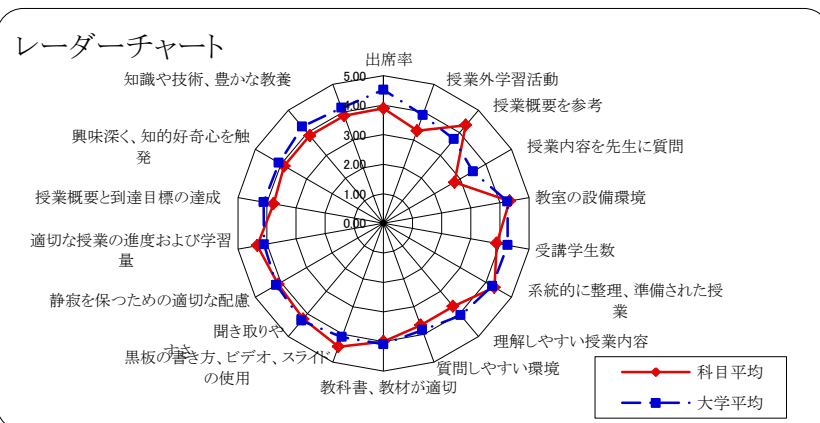 レーダーチャート
出席率
授業外学習活動
授業概要を参考
授業内容を先生に質問
教室の設備環境
受講学生数
系統的に整理、準備された授
業
理解しやすい授業内容
質問しやすい環境
教科書、教材が適切
黒板の書き方、ビデオ、スライド
の使用
聞き取りや
すさ
静寂を保つための適切な配慮
適切な授業の進度および学習
量
授業概要と到達目標の達成
興味深く、知的好奇心を触
発
知識や技術、豊かな教養
5.00
4.00
3.00
2.00
1.00
0.00
科目平均
大学平均